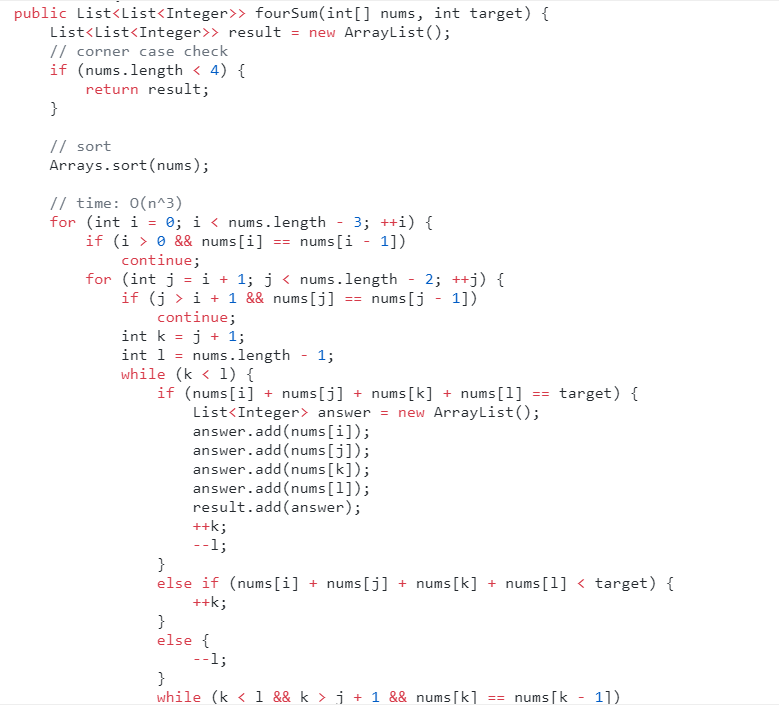 public List<List<Integer>> fourSum(int[] nums, int target) {
    List<List<Integer>> result = new ArrayList();
    // corner case check
    if (nums.length < 4) {
        return result;
    }

    // sort
    Arrays.sort(nums);

    // time: O(n^3)
    for (int i = 0; i < nums.length - 3; ++i) {
        if (i > 0 && nums[i] == nums[i - 1])
            continue;
        for (int j = i + 1; j < nums.length - 2; ++j) {
            if (j > i + 1 && nums[j] == nums[j - 1])
                continue;
            int k = j + 1;
            int l = nums.length - 1;
            while (k < l) {
                if (nums[i] + nums[j] + nums[k] + nums[l] == target) {
                    List<Integer> answer = new ArrayList();
                    answer.add(nums[i]);
                    answer.add(nums[j]);
                    answer.add(nums[k]);
                    answer.add(nums[l]);
                    result.add(answer);
                    ++k;
                    --l;
                }
                else if (nums[i] + nums[j] + nums[k] + nums[l] < target) {
                    ++k;
                }
                else {
                    --l;
                }
                while (k < l && k > j + 1 && nums[k] == nums[k - 1])